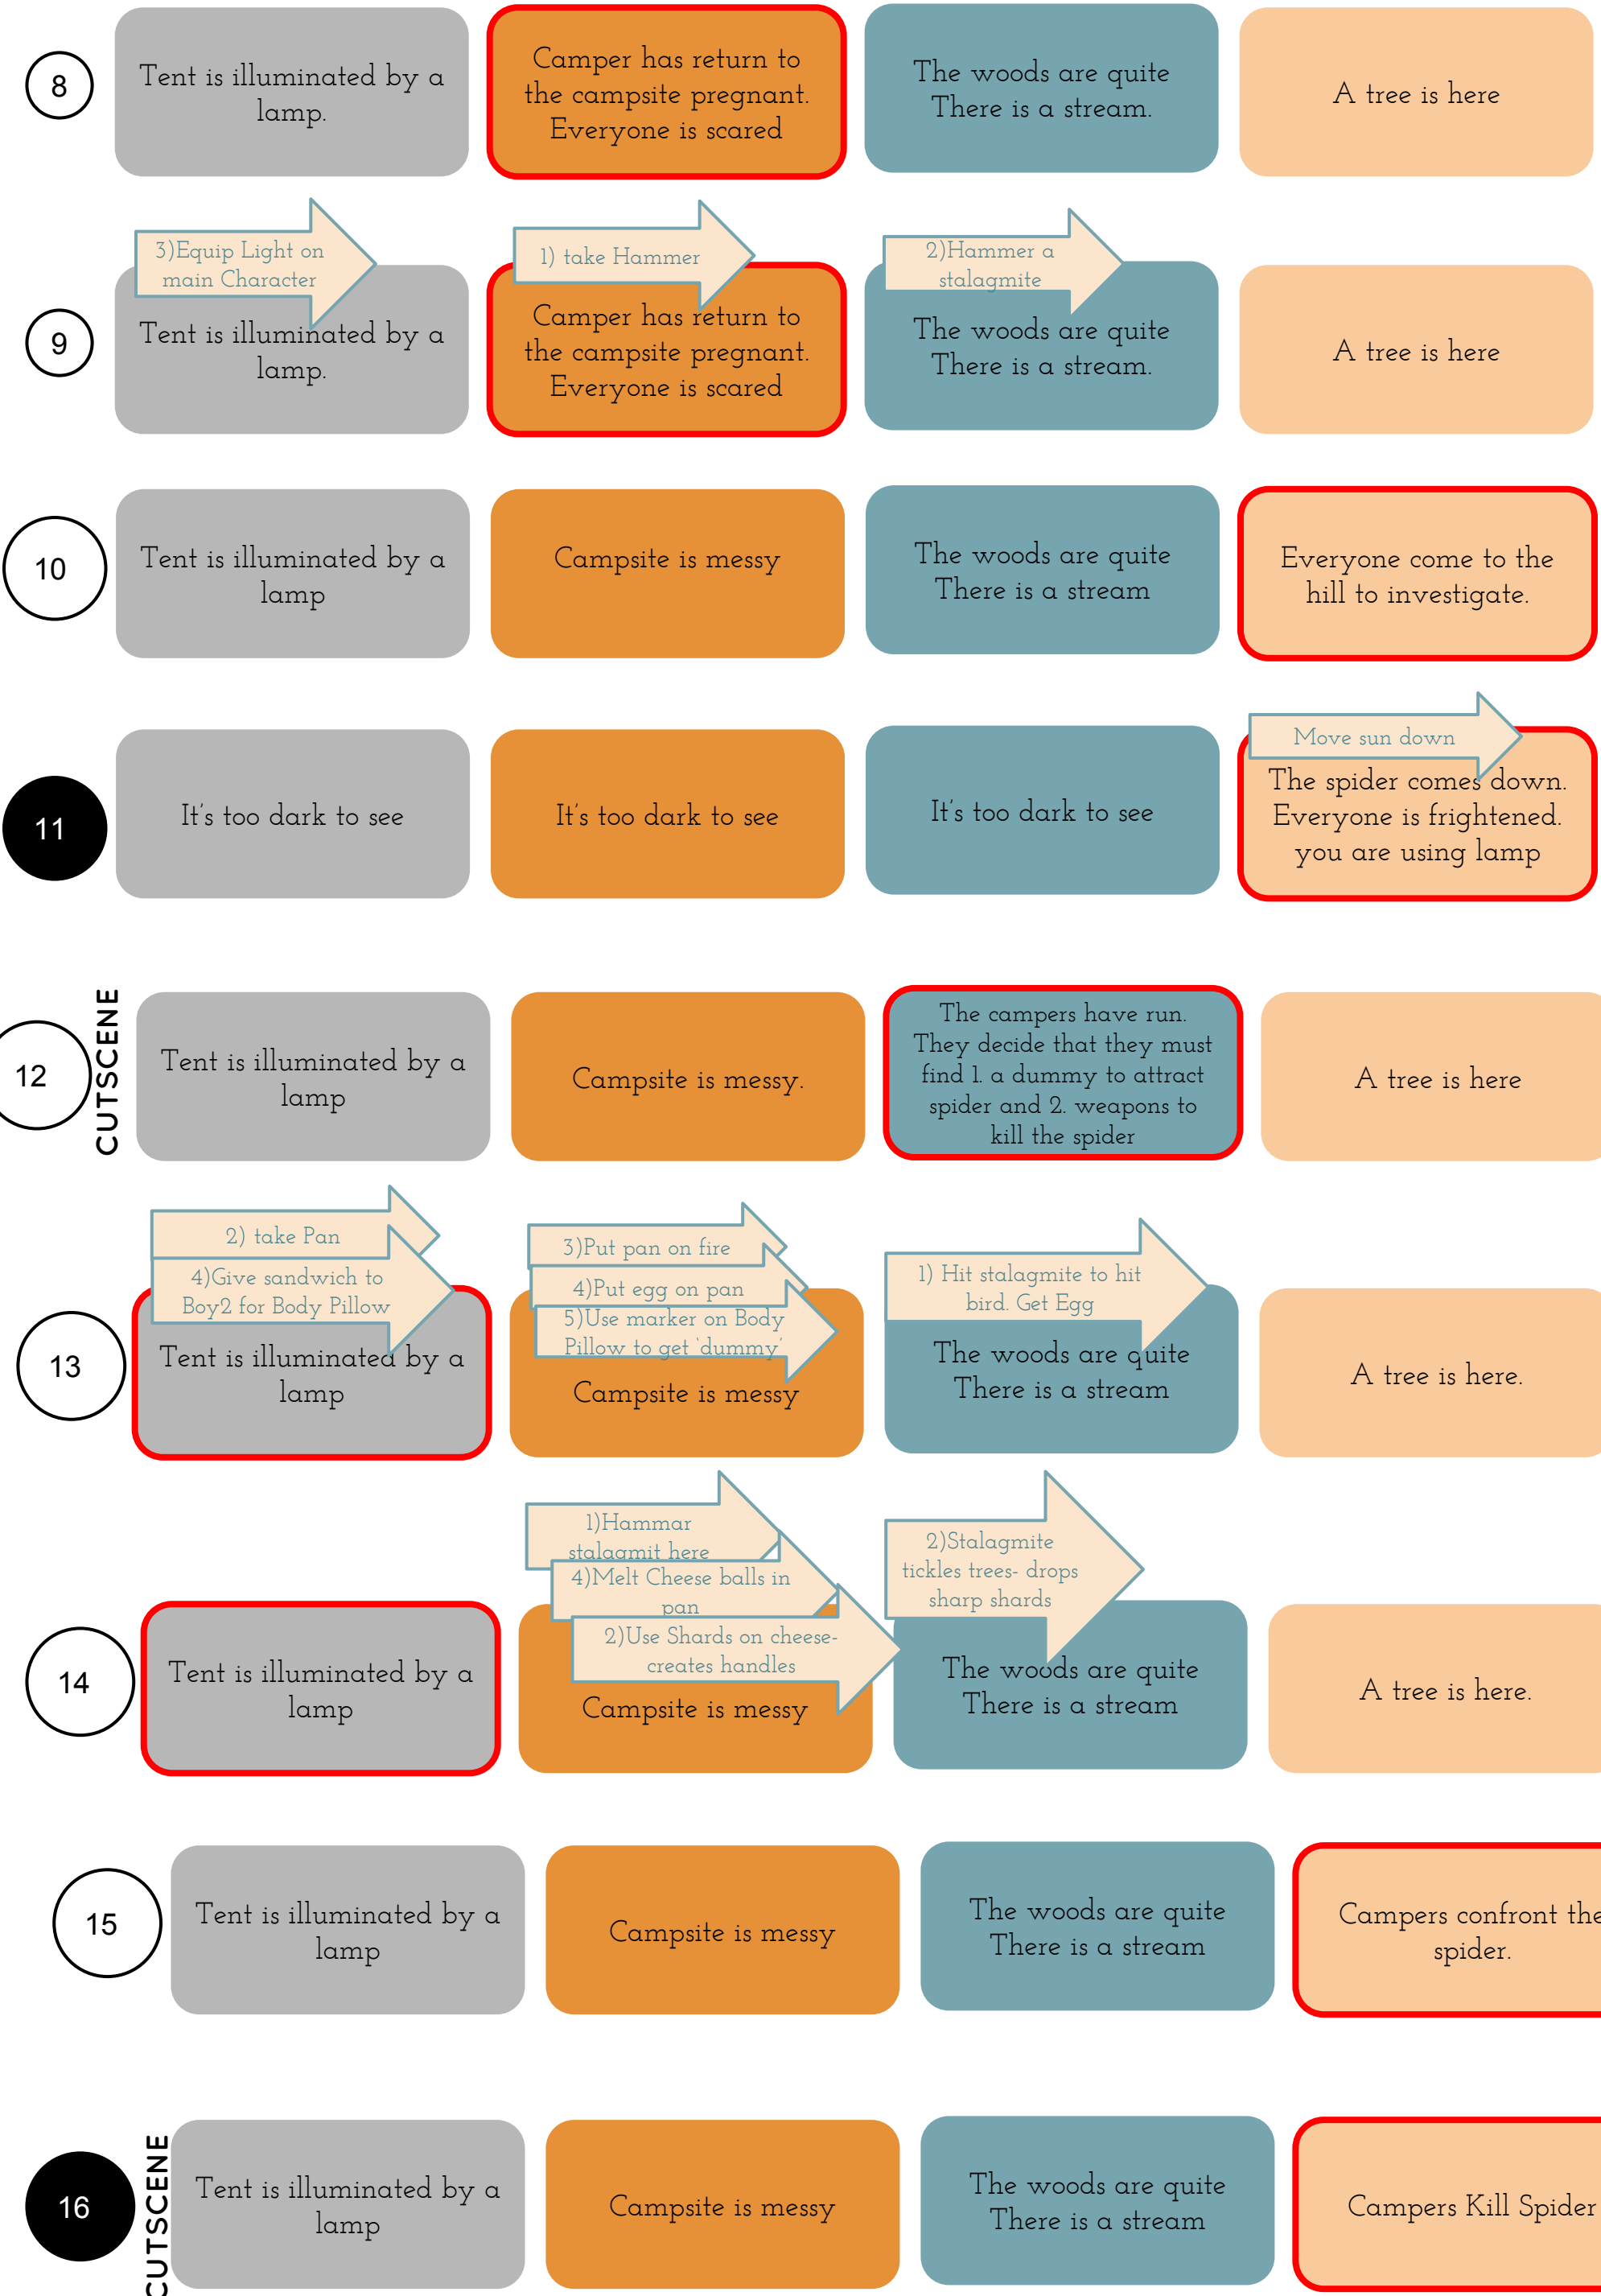 8
Tent is illuminated by a
lamp.
Camper has return to
the campsite pregnant.
Everyone is scared
The woods are quite
There is a stream.
A tree is here
9
3)Equip Light on
main Character
Tent is illuminated by a
lamp.
1) take Hammer
Camper has return to
the campsite pregnant.
Everyone is scared
2)Hammer a
stalagmite
The woods are quite
There is a stream.
A tree is here
10
Tent is illuminated by a
lamp
Campsite is messy
The woods are quite
There is a stream
Everyone come to the
hill to investigate.
11
It's too dark to see
It's too dark to see
It's too dark to see
Move sun down
The spider comes down.
Everyone is frightened.
you are using lamp
12
CUTSCENE
Tent is illuminated by a
lamp
Campsite is messy.
The campers have run.
They decide that they must
find 1. a dummy to attract
spider and 2. weapons to
kill the spider
A tree is here
13
2) take Pan
4)Give sandwich to
Boy2 for Body Pillow
Tent is illuminated by a
lamp
3)Put pan on fire
4)Put egg on pan
5)Use marker on Body
Pillow to get 'dummy'
Campsite is messy
1) Hit stalagmite to hit
bird. Get Egg
The woods are quite
There is a stream
A tree is here.
14
Tent is illuminated by a
lamp
1)Hammar
stalagmit here
4)Melt Cheese balls in
pan
2)Use Shards on cheese-
creates handles
Campsite is messy
2)Stalagmite
tickles trees- drops
sharp shards
The woods are quite
There is a stream
A tree is here.
15
Tent is illuminated by a
lamp
Campsite is messy
The woods are quite
There is a stream
Campers confront the
spider.
16
CUTSCENE
Tent is illuminated by a
lamp
Campsite is messy
The woods are quite
There is a stream
Campers Kill Spider